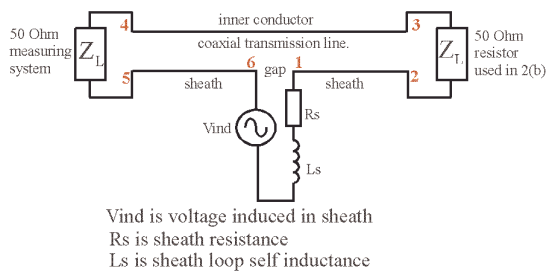 4
inner conductor
3
50 Ohm
measuring
system
Z_L
coaxial transmission line.
Z_L
50 Ohm
resistor
used in 2(b)
5
sheath
6
gap
1
sheath
2
Vind
Rs
Ls
Vind is voltage induced in sheath
Rs is sheath resistance
Ls is sheath loop self inductance